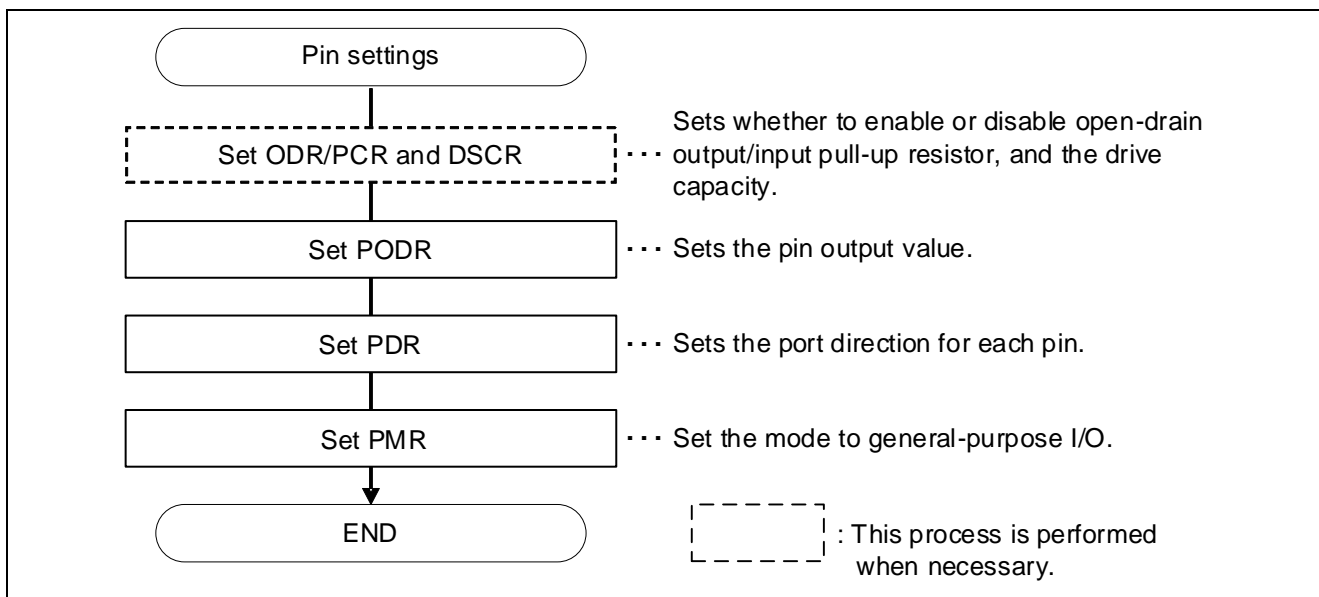 Pin settings
Set ODR/PCR and DSCR
Sets whether to enable or disable open-drain
output/input pull-up resistor, and the drive
capacity.
Set PODR
Sets the pin output value.
Set PDR
Sets the port direction for each pin.
Set PMR
Set the mode to general-purpose I/O.
END
: This process is performed
when necessary.